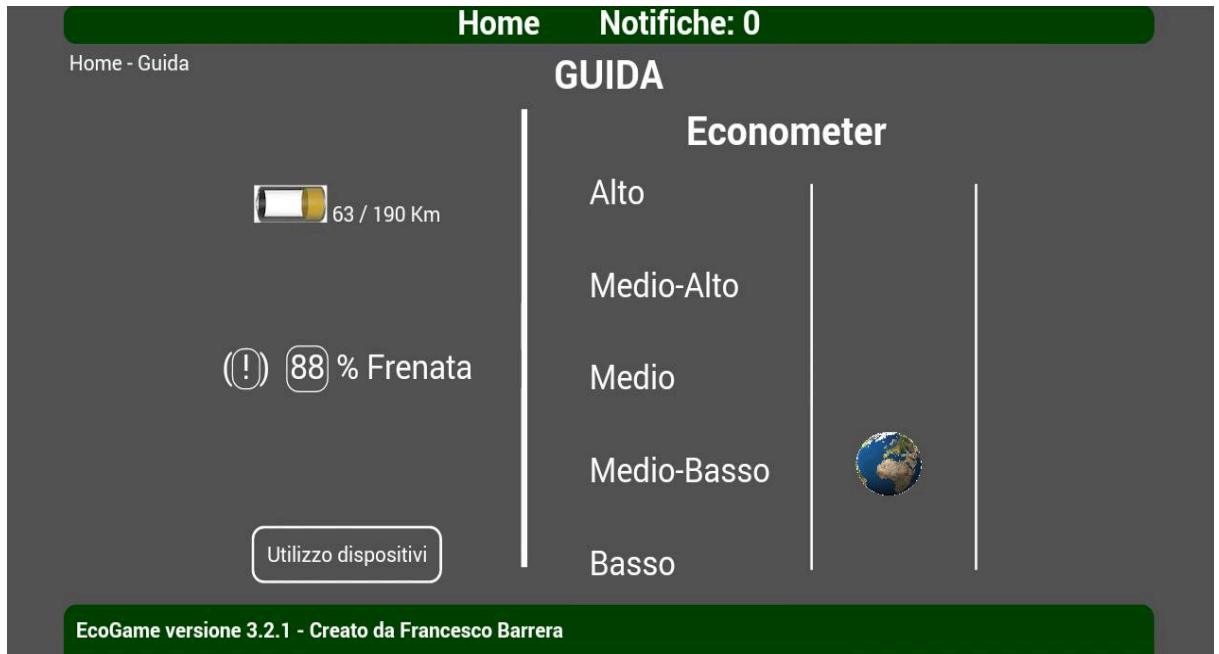 Home Notifiche: 0
Home - Guida
GUIDA
63 / 190 Km
(!) 88 % Frenata
Utilizzo dispositivi
Econometer
Alto
Medio-Alto
Medio
Medio-Basso
Basso
EcoGame versione 3.2.1 - Creato da Francesco Barrera